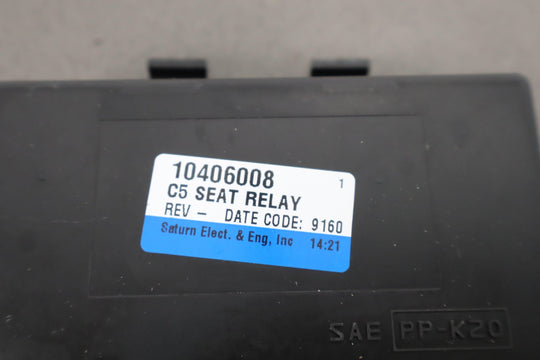 10406008 1
C5 SEAT RELAY
REV - DATE CODE: 9160
Saturn Elect. & Eng, Inc 14:21
SAE PP-K20